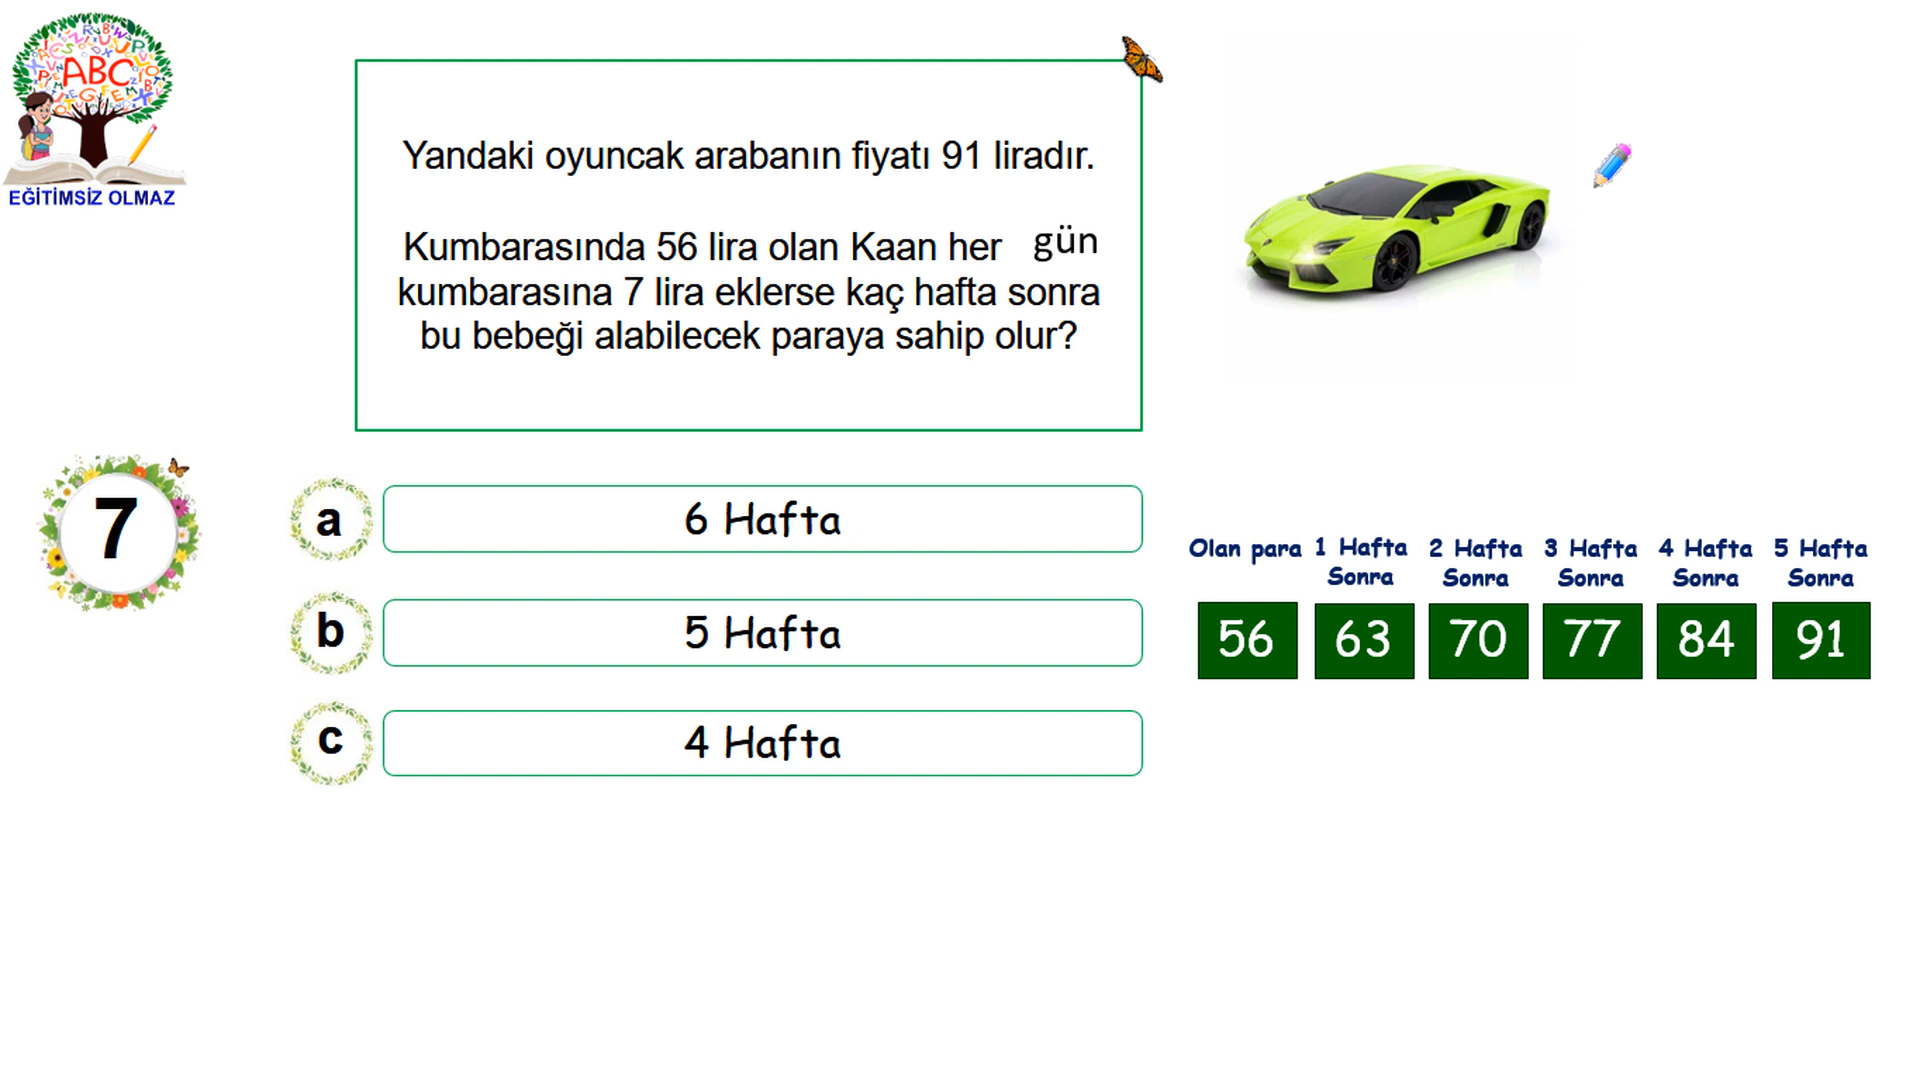 ABC
EĞİTİMSİZ OLMAZ
Yandaki oyuncak arabanın fiyatı 91 liradır.
Kumbarasında 56 lira olan Kaan her gün
kumbarasına 7 lira eklerse kaç hafta sonra
bu bebeği alabilecek paraya sahip olur?
7
a 6 Hafta
b 5 Hafta
c 4 Hafta
Olan para 1 Hafta 2 Hafta 3 Hafta 4 Hafta 5 Hafta
Sonra Sonra Sonra Sonra Sonra
56 63 70 77 84 91